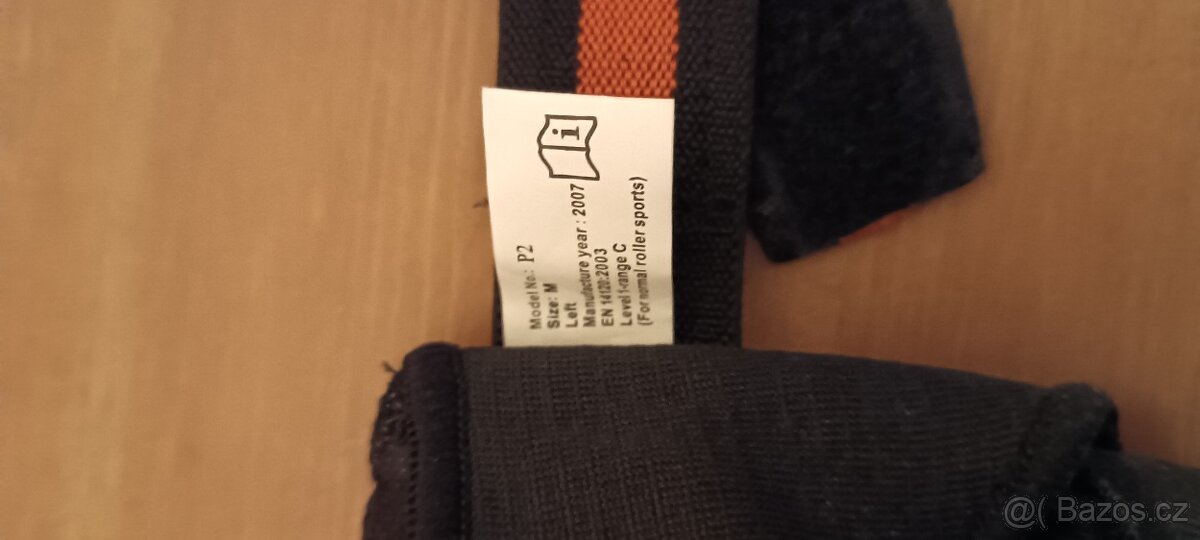 Model No.: P2
Size: M
Left
Manufacture year : 2007
EN 14120:2003
Level 1-range C
(For normal roller sports)
i
@( Bazos.cz